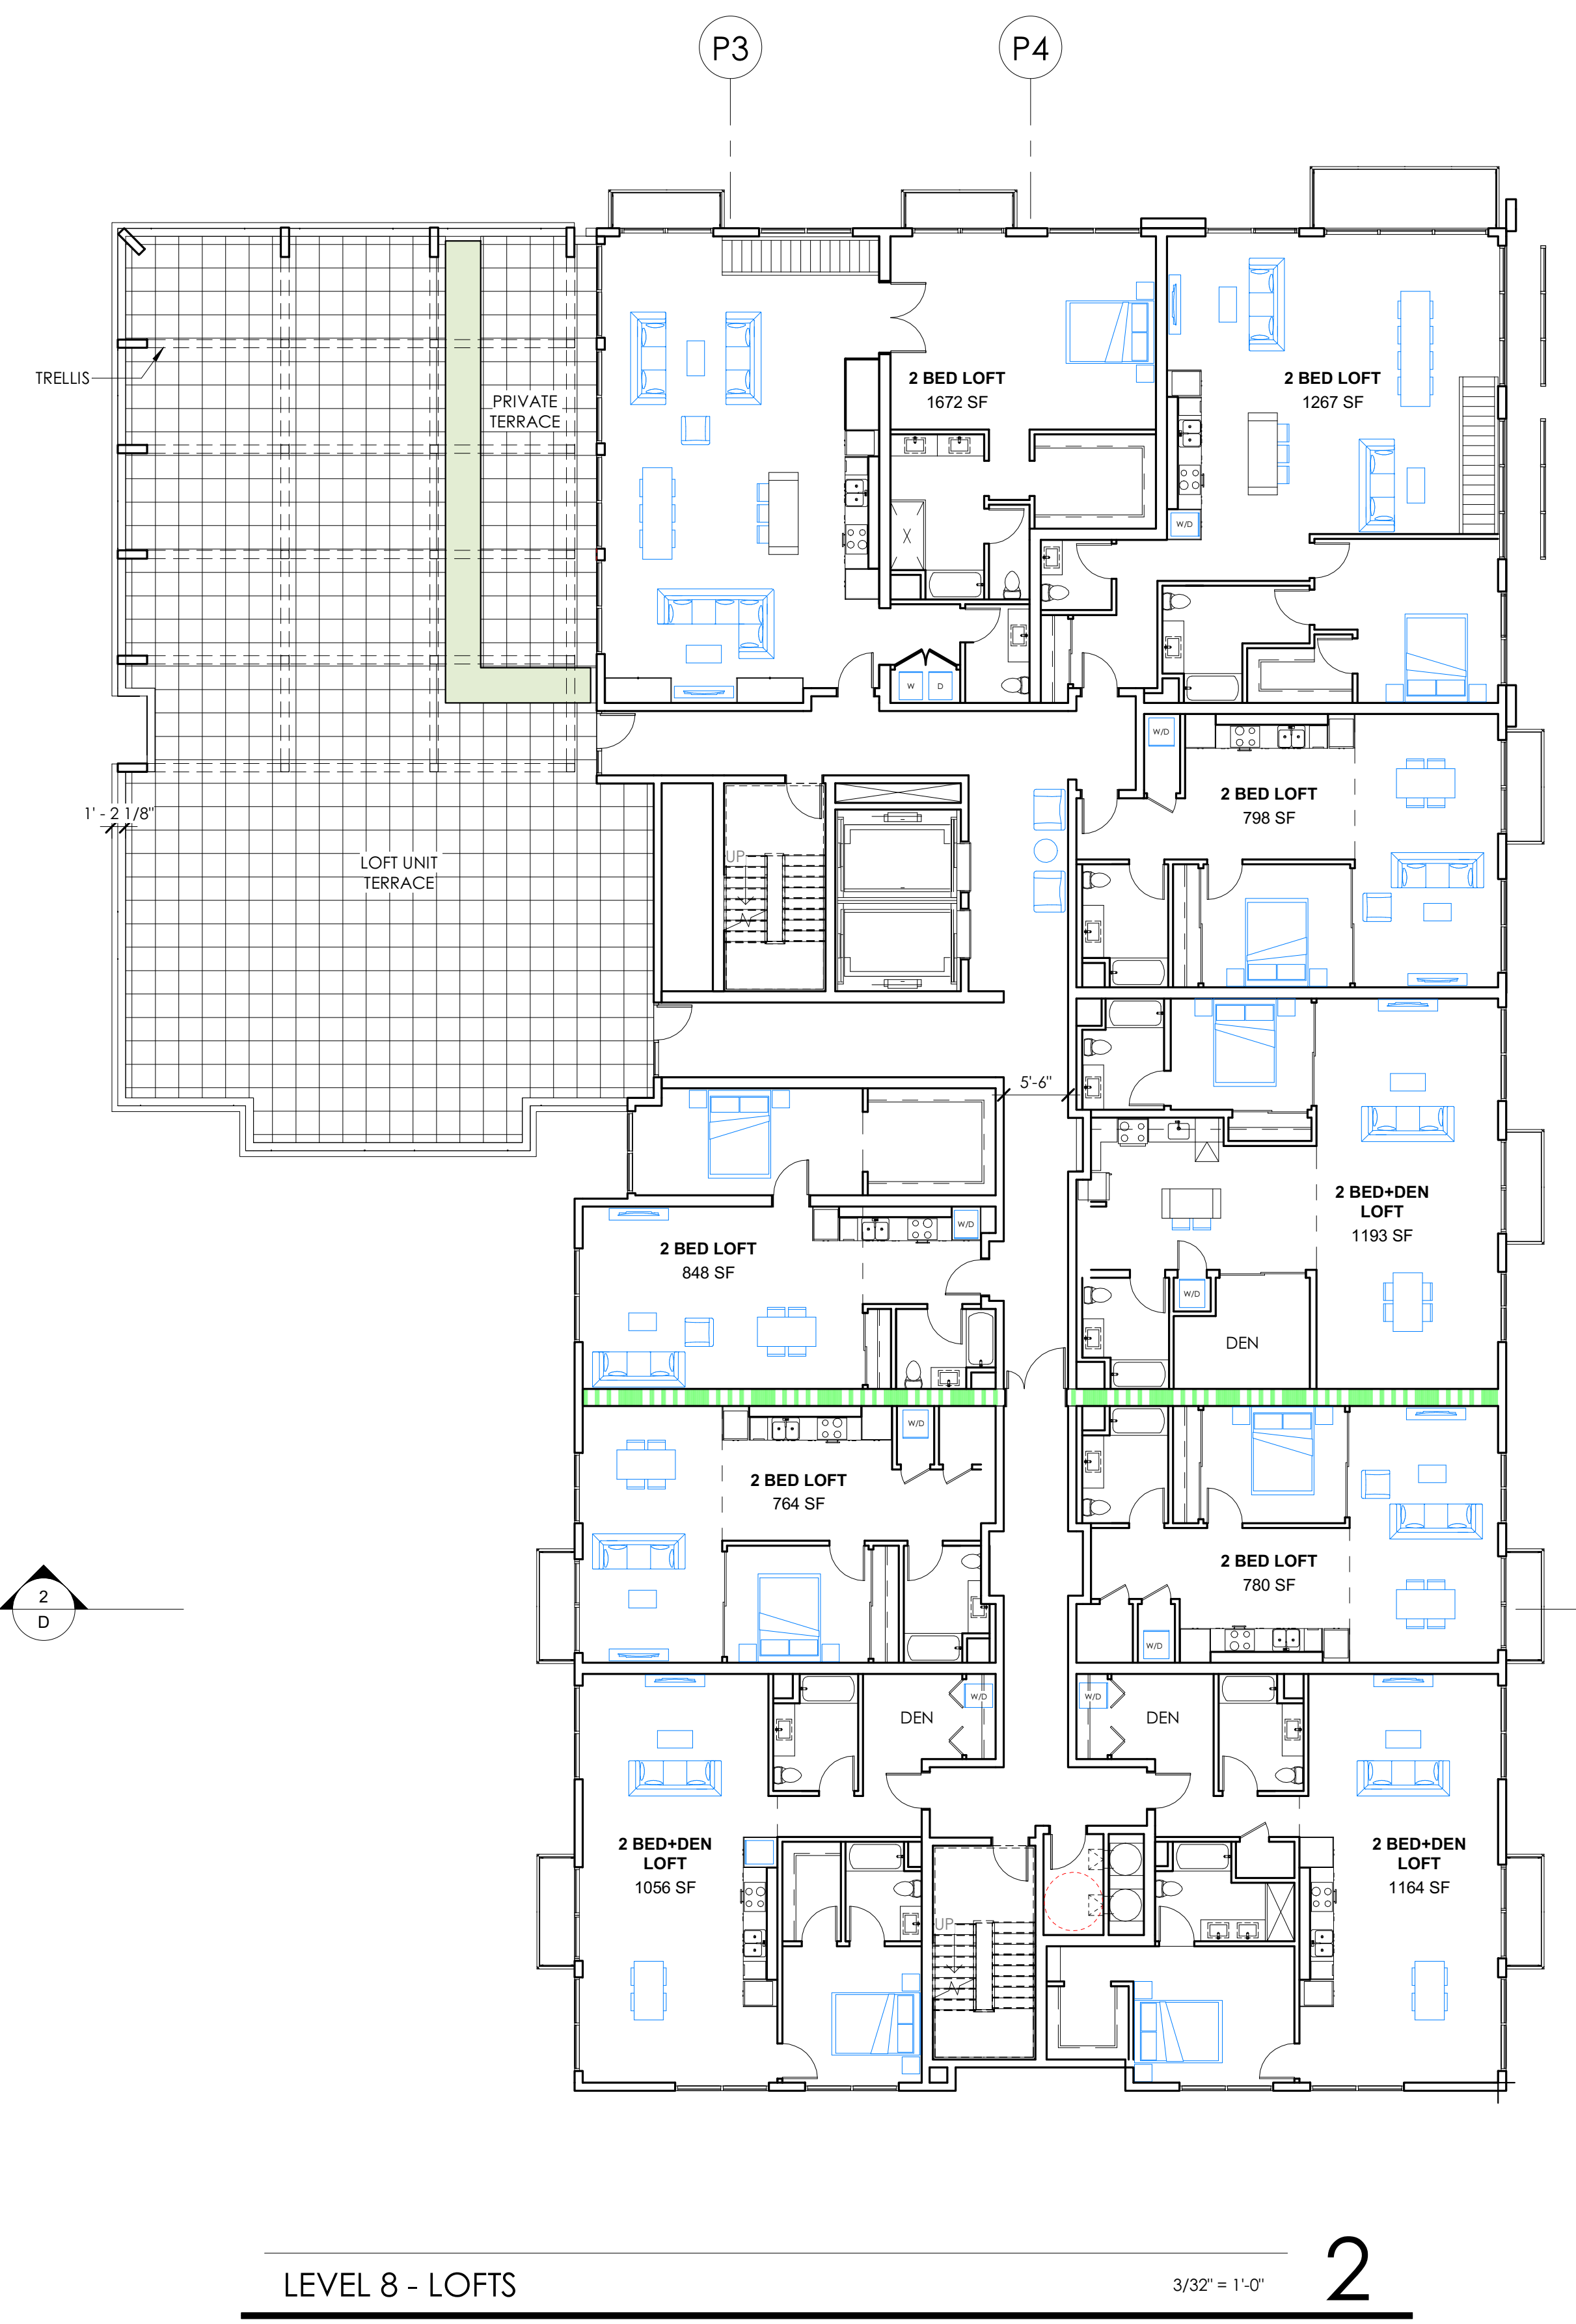 P3
P4
TRELLIS
PRIVATE
TERRACE
2 BED LOFT
1672 SF
2 BED LOFT
1267 SF
W/D
W
D
W/D
2 BED LOFT
798 SF
1' - 2 1/8"
UP
LOFT UNIT
TERRACE
5'-6"
2 BED+DEN
LOFT
1193 SF
W/D
2 BED LOFT
848 SF
W/D
DEN
W/D
2 BED LOFT
764 SF
2 BED LOFT
780 SF
W/D
2
D
DEN
W/D
W/D
DEN
2 BED+DEN
LOFT
1056 SF
2 BED+DEN
LOFT
1164 SF
UP
LEVEL 8 - LOFTS
3/32" = 1'-0"
2